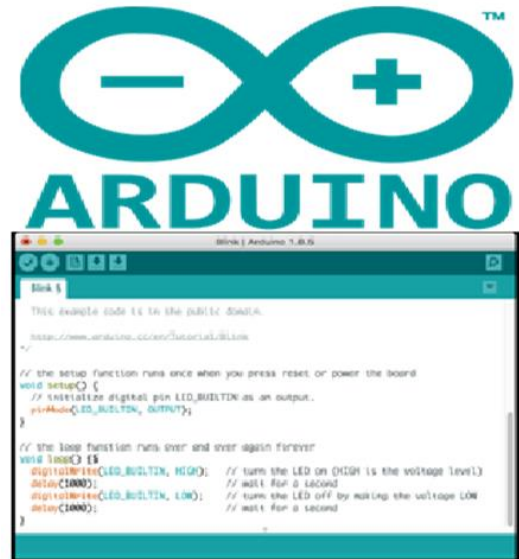 TM
ARDUINO
Blink | Arduino 1.8.5
Blink §
This example code is in the public domain.
http://www.arduino.cc/en/Tutorial/Blink
*/
// the setup function runs once when you press reset or power the board
void setup() {
// initialize digital pin LED_BUILTIN as an output.
pinMode(LED_BUILTIN, OUTPUT);
}
// the loop function runs over and over again forever
void loop() {
digitalWrite(LED_BUILTIN, HIGH); // turn the LED on (HIGH is the voltage level)
delay(1000); // wait for a second
digitalWrite(LED_BUILTIN, LOW); // turn the LED off by making the voltage LOW
delay(1000); // wait for a second
}